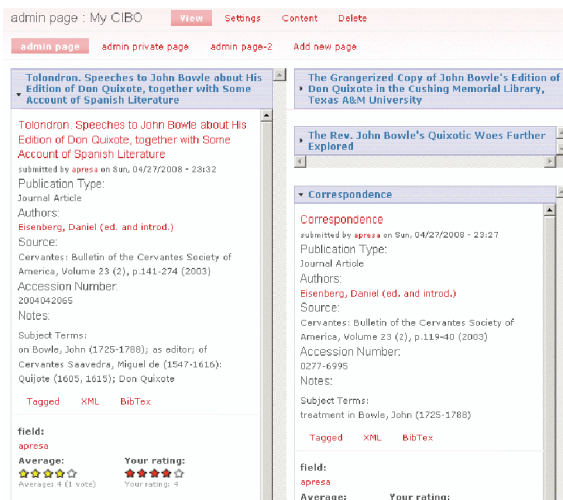 admin page : My CIBO
View
Settings
Content
Delete
admin page
admin private page
admin page-2
Add new page
Tolondron. Speeches to John Bowle about His
Edition of Don Quixote, together with Some
Account of Spanish Literature
Tolondron. Speeches to John Bowle about His
Edition of Don Quixote, together with Some
Account of Spanish Literature
submitted by apresa on Sun, 04/27/2008 - 23:32
Publication Type:
Journal Article
Authors:
Eisenberg, Daniel (ed. and introd.)
Source:
Cervantes: Bulletin of the Cervantes Society of
America, Volume 23 (2), p.141-274 (2003)
Accession Number:
2004042065
Notes:
Subject Terms:
on Bowle, John (1725-1788); as editor; of
Cervantes Saavedra, Miguel de (1547-1616):
Quijote (1605, 1615); Don Quixote
Tagged
XML
BibTex
field:
apresa
Average:
Your rating:
Average: 4 (1 vote)
Your rating: 4
The Grangerized Copy of John Bowle's Edition of
Don Quixote in the Cushing Memorial Library,
Texas A&M University
The Rev. John Bowle's Quixotic Woes Further
Explored
Correspondence
Correspondence
submitted by apresa on Sun, 04/27/2008 - 23:27
Publication Type:
Journal Article
Authors:
Eisenberg, Daniel (ed. and introd.)
Source:
Cervantes: Bulletin of the Cervantes Society of
America, Volume 23 (2), p.119-40 (2003)
Accession Number:
0277-6995
Notes:
Subject Terms:
treatment in Bowle, John (1725-1788)
Tagged
XML
BibTex
field:
apresa
Average:
Your rating: